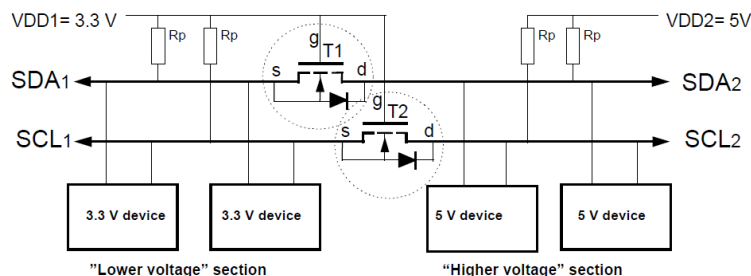 VDD1= 3.3 V
VDD2= 5V
Rp
Rp
g
T1
Rp
Rp
SDA1
s
d
SDA2
g
T2
SCL1
s
d
SCL2
3.3 V device
3.3 V device
5 V device
5 V device
”Lower voltage” section
“Higher voltage” section